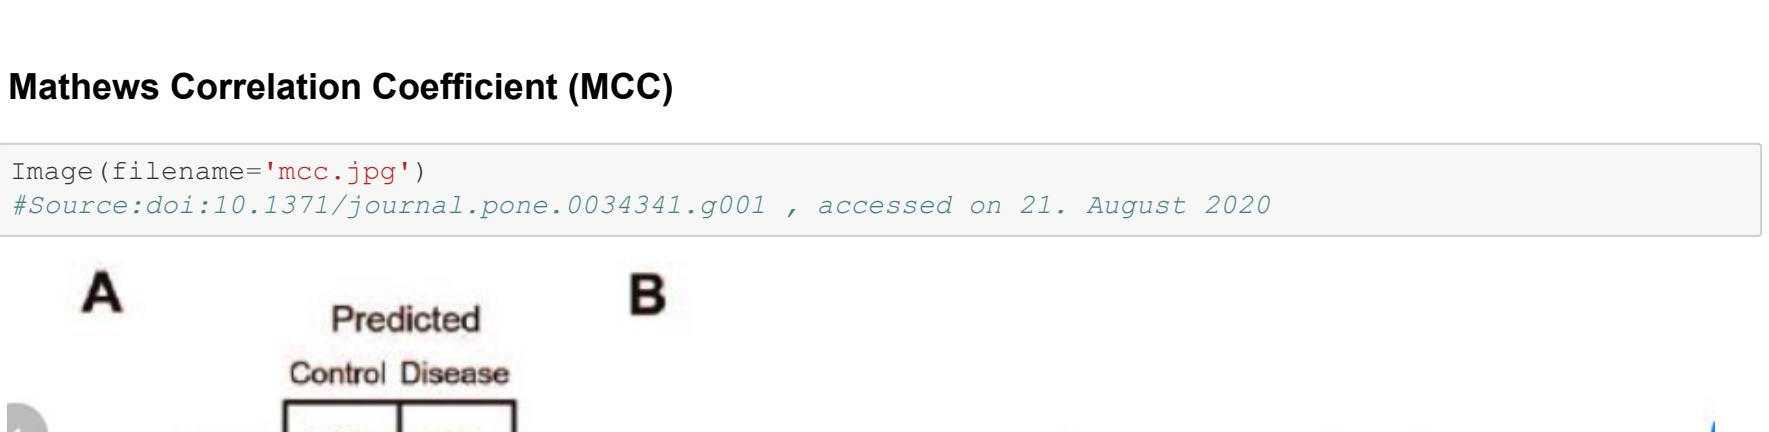 Mathews Correlation Coefficient (MCC)
Image(filename='mcc.jpg')
#Source:doi:10.1371/journal.pone.0034341.g001 , accessed on 21. August 2020
A
B
Predicted
Control Disease